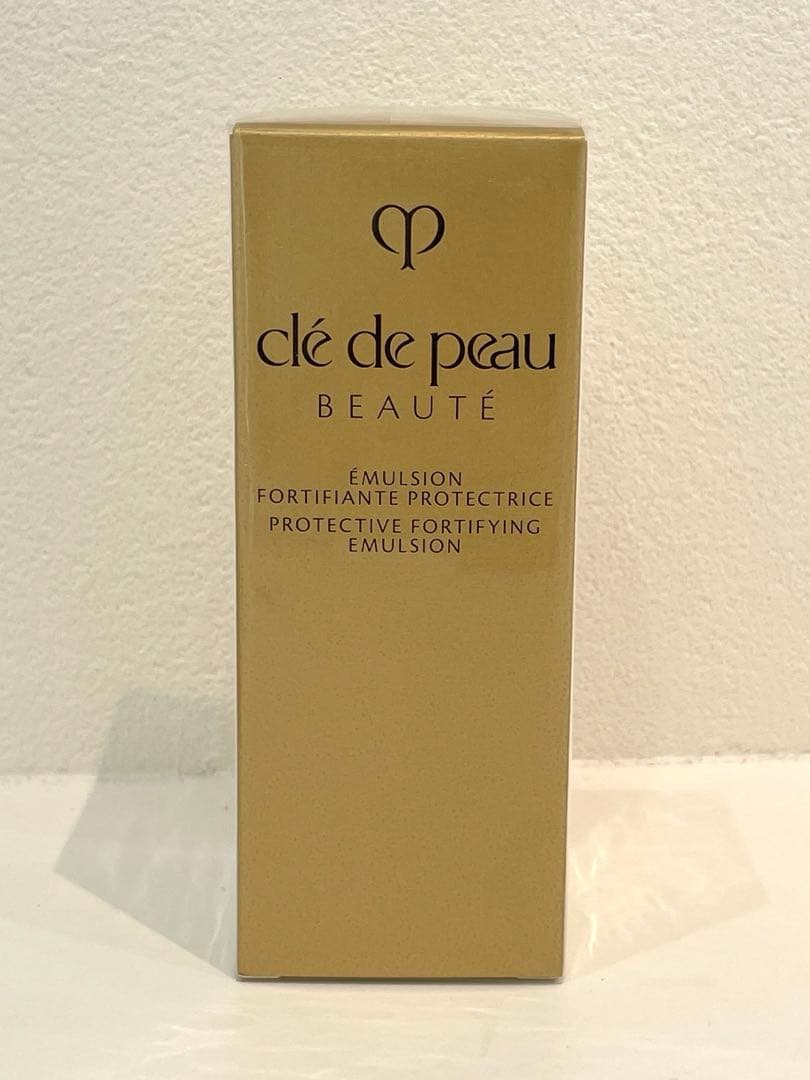 clé de peau
BEAUTÉ
ÉMULSION
FORTIFIANTE PROTECTRICE
PROTECTIVE FORTIFYING
EMULSION